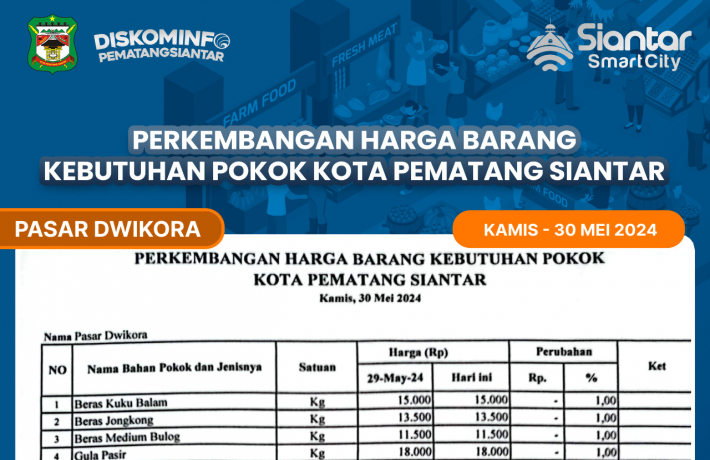 DISKOMINFO
PEMATANGSIANTAR
Siantar
SmartCity
FRESH MEAT
FARM FOOD
FARM FOOD
PERKEMBANGAN HARGA BARANG
KEBUTUHAN POKOK KOTA PEMATANG SIANTAR
PASAR DWIKORA
KAMIS - 30 MEI 2024
PERKEMBANGAN HARGA BARANG KEBUTUHAN POKOK
KOTA PEMATANG SIANTAR
Kamis, 30 Mei 2024
Nama Pasar Dwikora
NO Nama Bahan Pokok dan Jenisnya Satuan Harga (Rp) Perubahan Ket
29-May-24 Hari ini Rp. %
1 Beras Kuku Balam Kg 15.000 15.000 - 1,00
2 Beras Jongkong Kg 13.500 13.500 - 1,00
3 Beras Medium Bulog Kg 11.500 11.500 - 1,00
4 Gula Pasir Kg 18.000 18.000 - 1,00